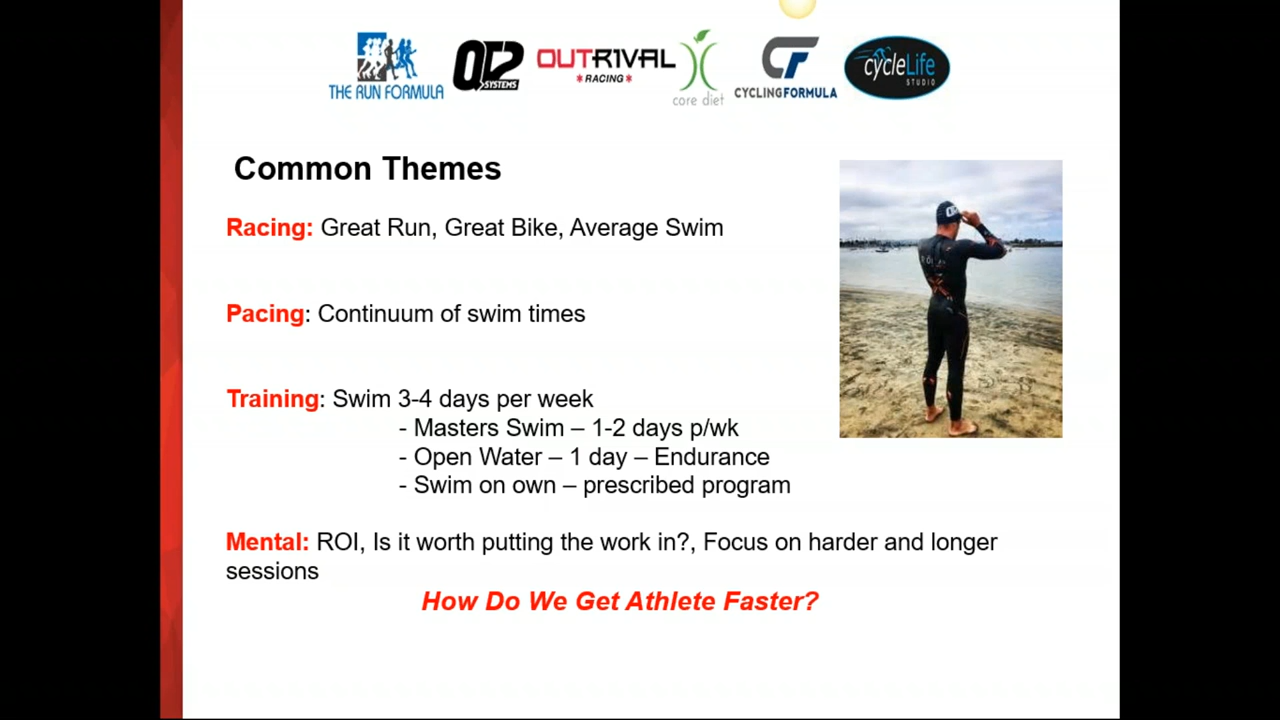 THE RUN FORMULA
QT2
SYSTEMS
OUTRIVAL
RACING
core diet
CYCLINGFORMULA
cycleLife
STUDIO
Common Themes
Racing: Great Run, Great Bike, Average Swim
Pacing: Continuum of swim times
Training: Swim 3-4 days per week
- Masters Swim – 1-2 days p/wk
- Open Water – 1 day – Endurance
- Swim on own – prescribed program
Mental: ROI, Is it worth putting the work in?, Focus on harder and longer
sessions
How Do We Get Athlete Faster?